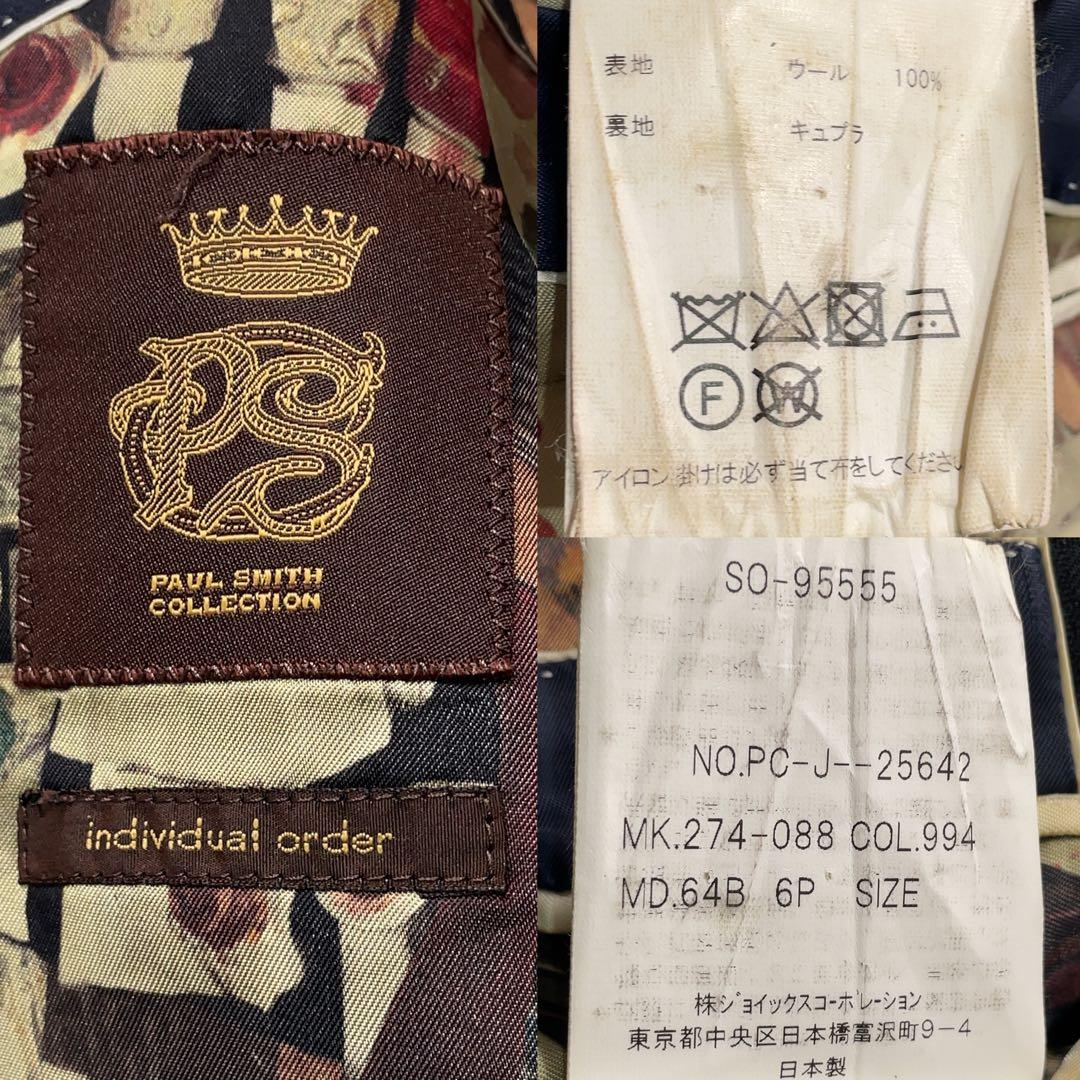 PS
PAUL SMITH
COLLECTION
individual order
表地 ウール 100%
裏地 キュプラ
F
W
アイロン掛けは必ず当て布をしてくださ
SO-95555
NO.PC-J--25642
MK.274-088 COL.994
MD.64B 6P SIZE
株ジョイックスコーポレーション
東京都中央区日本橋富沢町9-4
日本製